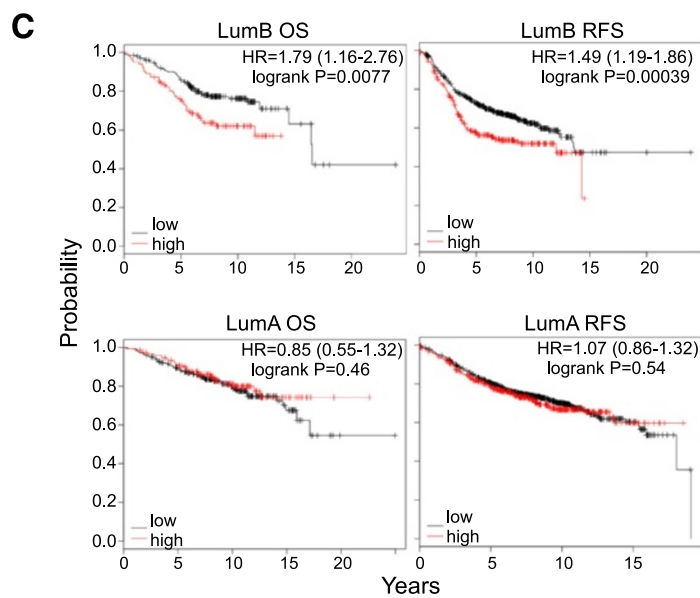 C
LumB OS
HR=1.79 (1.16-2.76)
logrank P=0.0077
1.0
0.8
0.6
0.4
0.2
0.0
low
high
0 5 10 15 20
LumB RFS
HR=1.49 (1.19-1.86)
logrank P=0.00039
low
high
0 5 10 15 20
Probability
LumA OS
HR=0.85 (0.55-1.32)
logrank P=0.46
1.0
0.8
0.6
0.4
0.2
0.0
low
high
0 5 10 15 20
LumA RFS
HR=1.07 (0.86-1.32)
logrank P=0.54
low
high
0 5 10 15
Years